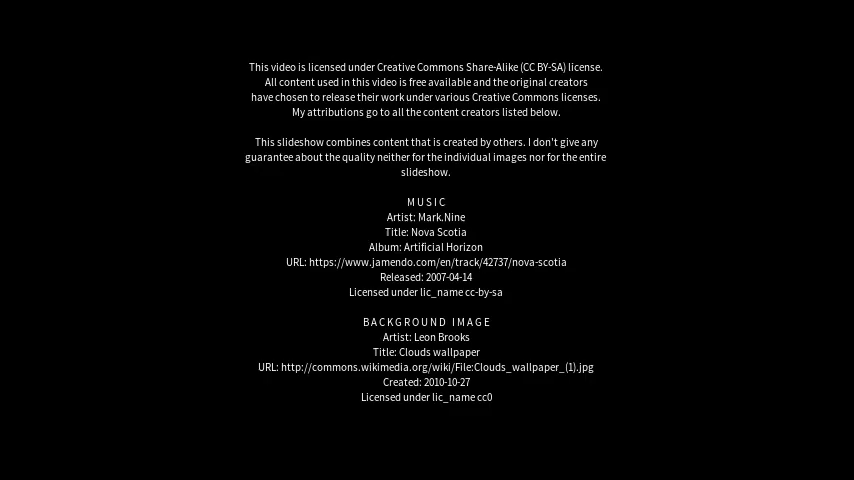 This video is licensed under Creative Commons Share-Alike (CC BY-SA) license.
All content used in this video is free available and the original creators
have chosen to release their work under various Creative Commons licenses.
My attributions go to all the content creators listed below.
This slideshow combines content that is created by others. I don't give any
guarantee about the quality neither for the individual images nor for the entire
slideshow.
MUSIC
Artist: Mark.Nine
Title: Nova Scotia
Album: Artificial Horizon
URL: https://www.jamendo.com/en/track/42737/nova-scotia
Released: 2007-04-14
Licensed under lic_name cc-by-sa
BACKGROUND IMAGE
Artist: Leon Brooks
Title: Clouds wallpaper
URL: http://commons.wikimedia.org/wiki/File:Clouds_wallpaper_(1).jpg
Created: 2010-10-27
Licensed under lic_name cc0